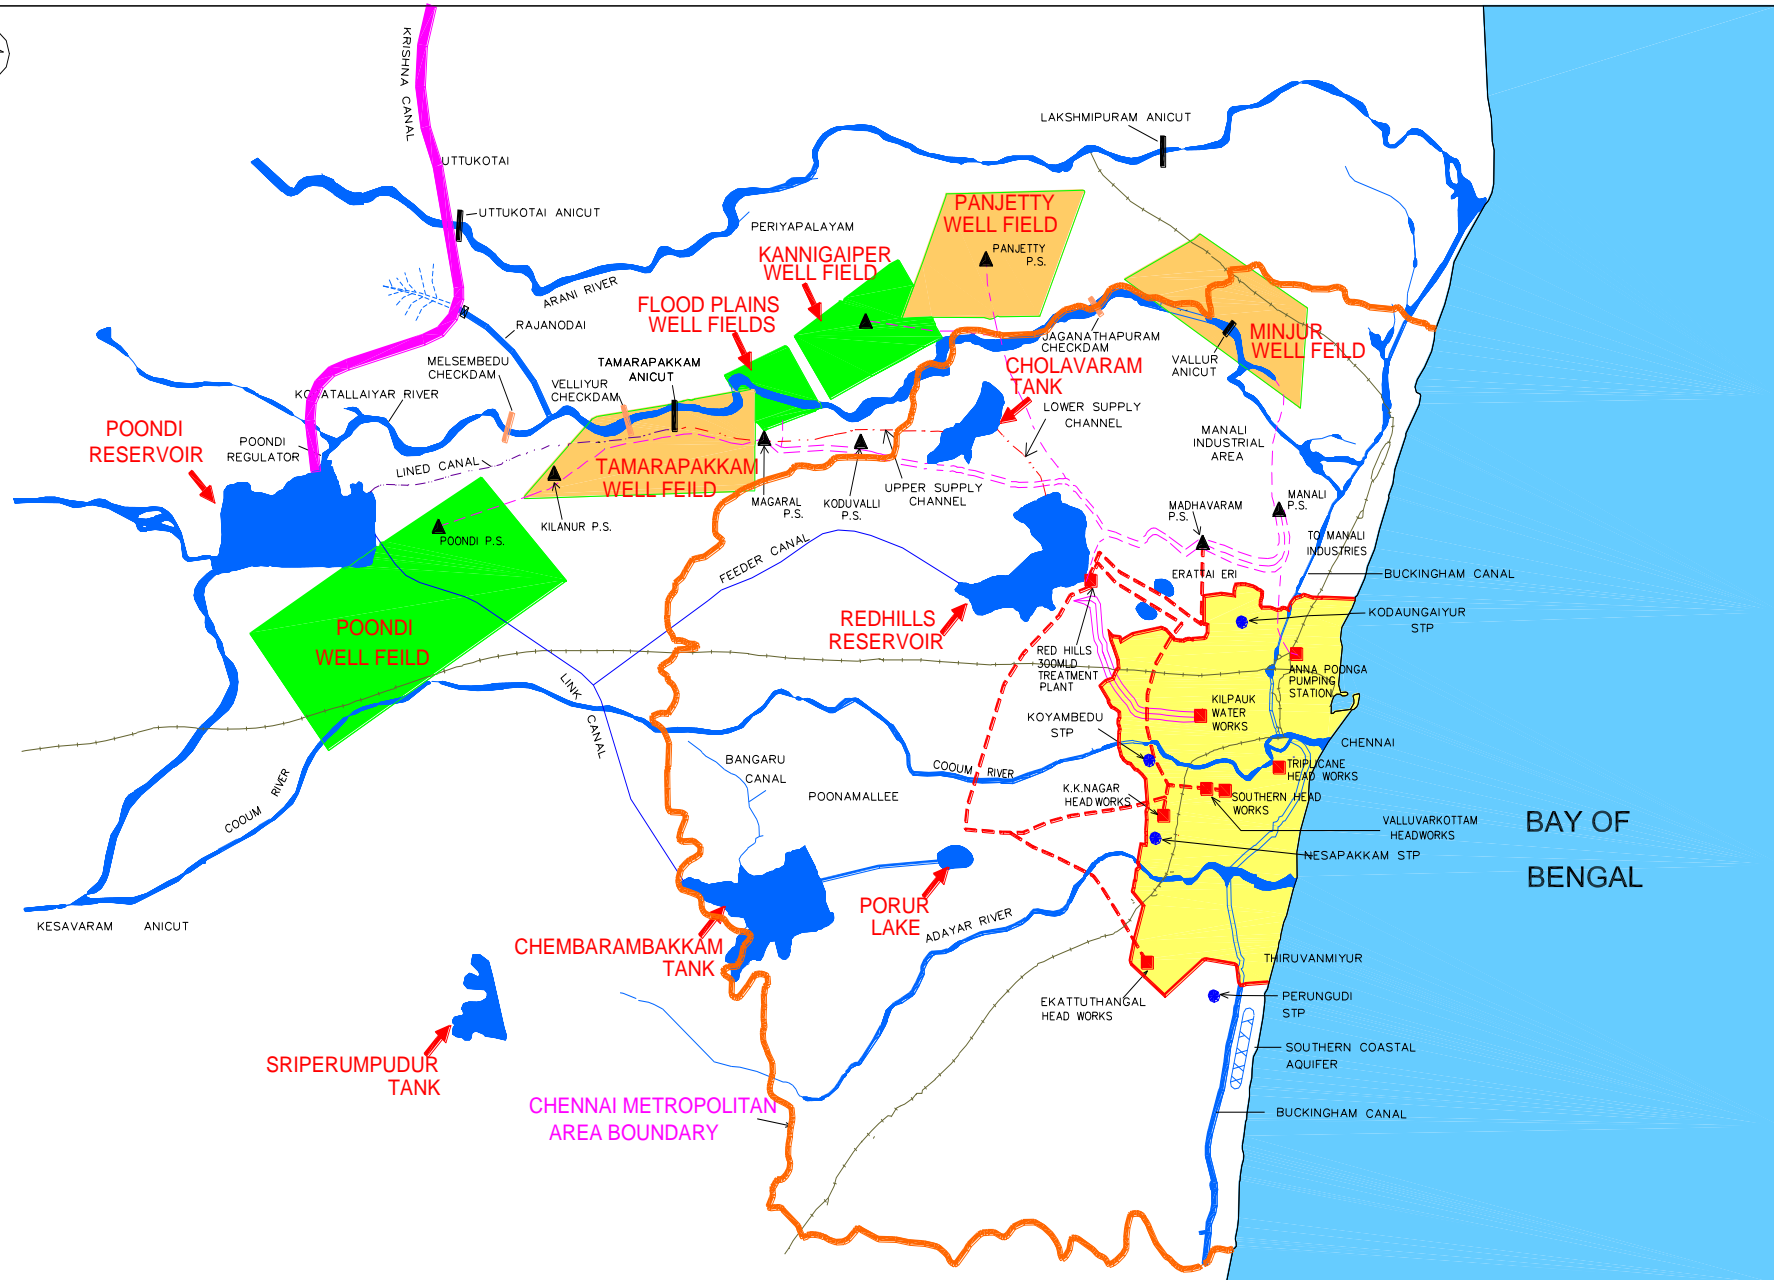 KRISHNA CANAL
UTTUKOTAI
UTTUKOTAI ANICUT
LAKSHMIPURAM ANICUT
PERIYAPALAYAM
ARANI RIVER
PANJETTY
WELL FIELD
PANJETTY
P.S.
KANNIGAIPER
WELL FIELD
FLOOD PLAINS
WELL FIELDS
RAJANODAI
MELSEMBEDU
CHECKDAM
VELLIYUR
CHECKDAM
TAMARAPAKKAM
ANICUT
JAGANATHAPURAM
CHECKDAM
MINJUR
WELL FEILD
VALLUR
ANICUT
CHOLAVARAM
TANK
LOWER SUPPLY
CHANNEL
MANALI
INDUSTRIAL
AREA
RIVER
POONDI
RESERVOIR
POONDI
REGULATOR
LINED CANAL
TAMARAPAKKAM
WELL FEILD
KILANUR P.S.
MAGARAL
P.S.
KODUVALLI
P.S.
UPPER SUPPLY
CHANNEL
MADHAVARAM
P.S.
MANALI
P.S.
TO MANALI
INDUSTRIES
POONDI P.S.
FEEDER CANAL
ERATTAI ERI
BUCKINGHAM CANAL
KODAUNGAIYUR
STP
POONDI
WELL FEILD
REDHILLS
RESERVOIR
RED HILLS
300MLD
TREATMENT
PLANT
ANNA POONGA
PUMPING
STATION
LINK
CANAL
KILPAUK
WATER
WORKS
KOYAMBEDU
STP
CHENNAI
BANGARU
CANAL
COOUM RIVER
TRIPLICANE
HEAD WORKS
POONAMALLEE
K.K.NAGAR
HEADWORKS
SOUTHERN HEAD
WORKS
VALLUVARKOTTAM
HEADWORKS
NESAPAKKAM STP
BAY OF
BENGAL
COOUM RIVER
KESAVARAM ANICUT
PORUR
LAKE
ADAYAR RIVER
CHEMBARAMBAKKAM
TANK
THIRUVANMIYUR
EKATTUTHANGAL
HEAD WORKS
PERUNGUDI
STP
SOUTHERN COASTAL
AQUIFER
SRIPERUMPUDUR
TANK
CHENNAI METROPOLITAN
AREA BOUNDARY
BUCKINGHAM CANAL